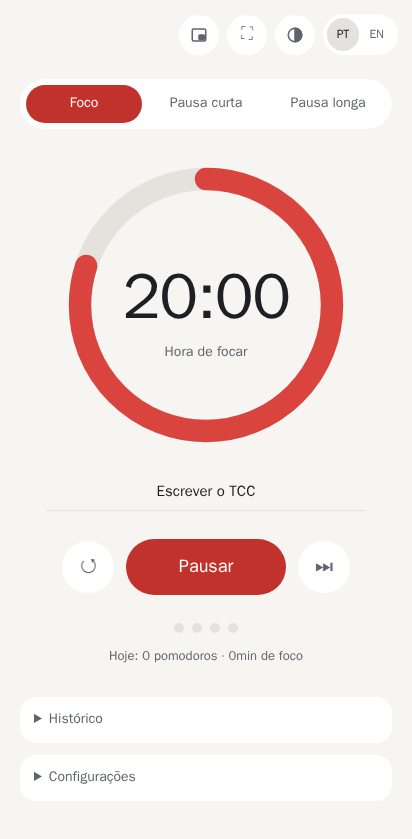 PT EN
Foco Pausa curta Pausa longa
20:00
Hora de focar
Escrever o TCC
Pausar
Hoje: 0 pomodoros · 0min de foco
Histórico
Configurações